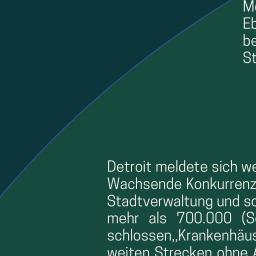 Eb
be
St
Detroit meldete sich we
Wachsende Konkurrenz
Stadtverwaltung und so
mehr als 700.000 (S
schlossen,,Krankenhäus
weiten Strecken ohne A